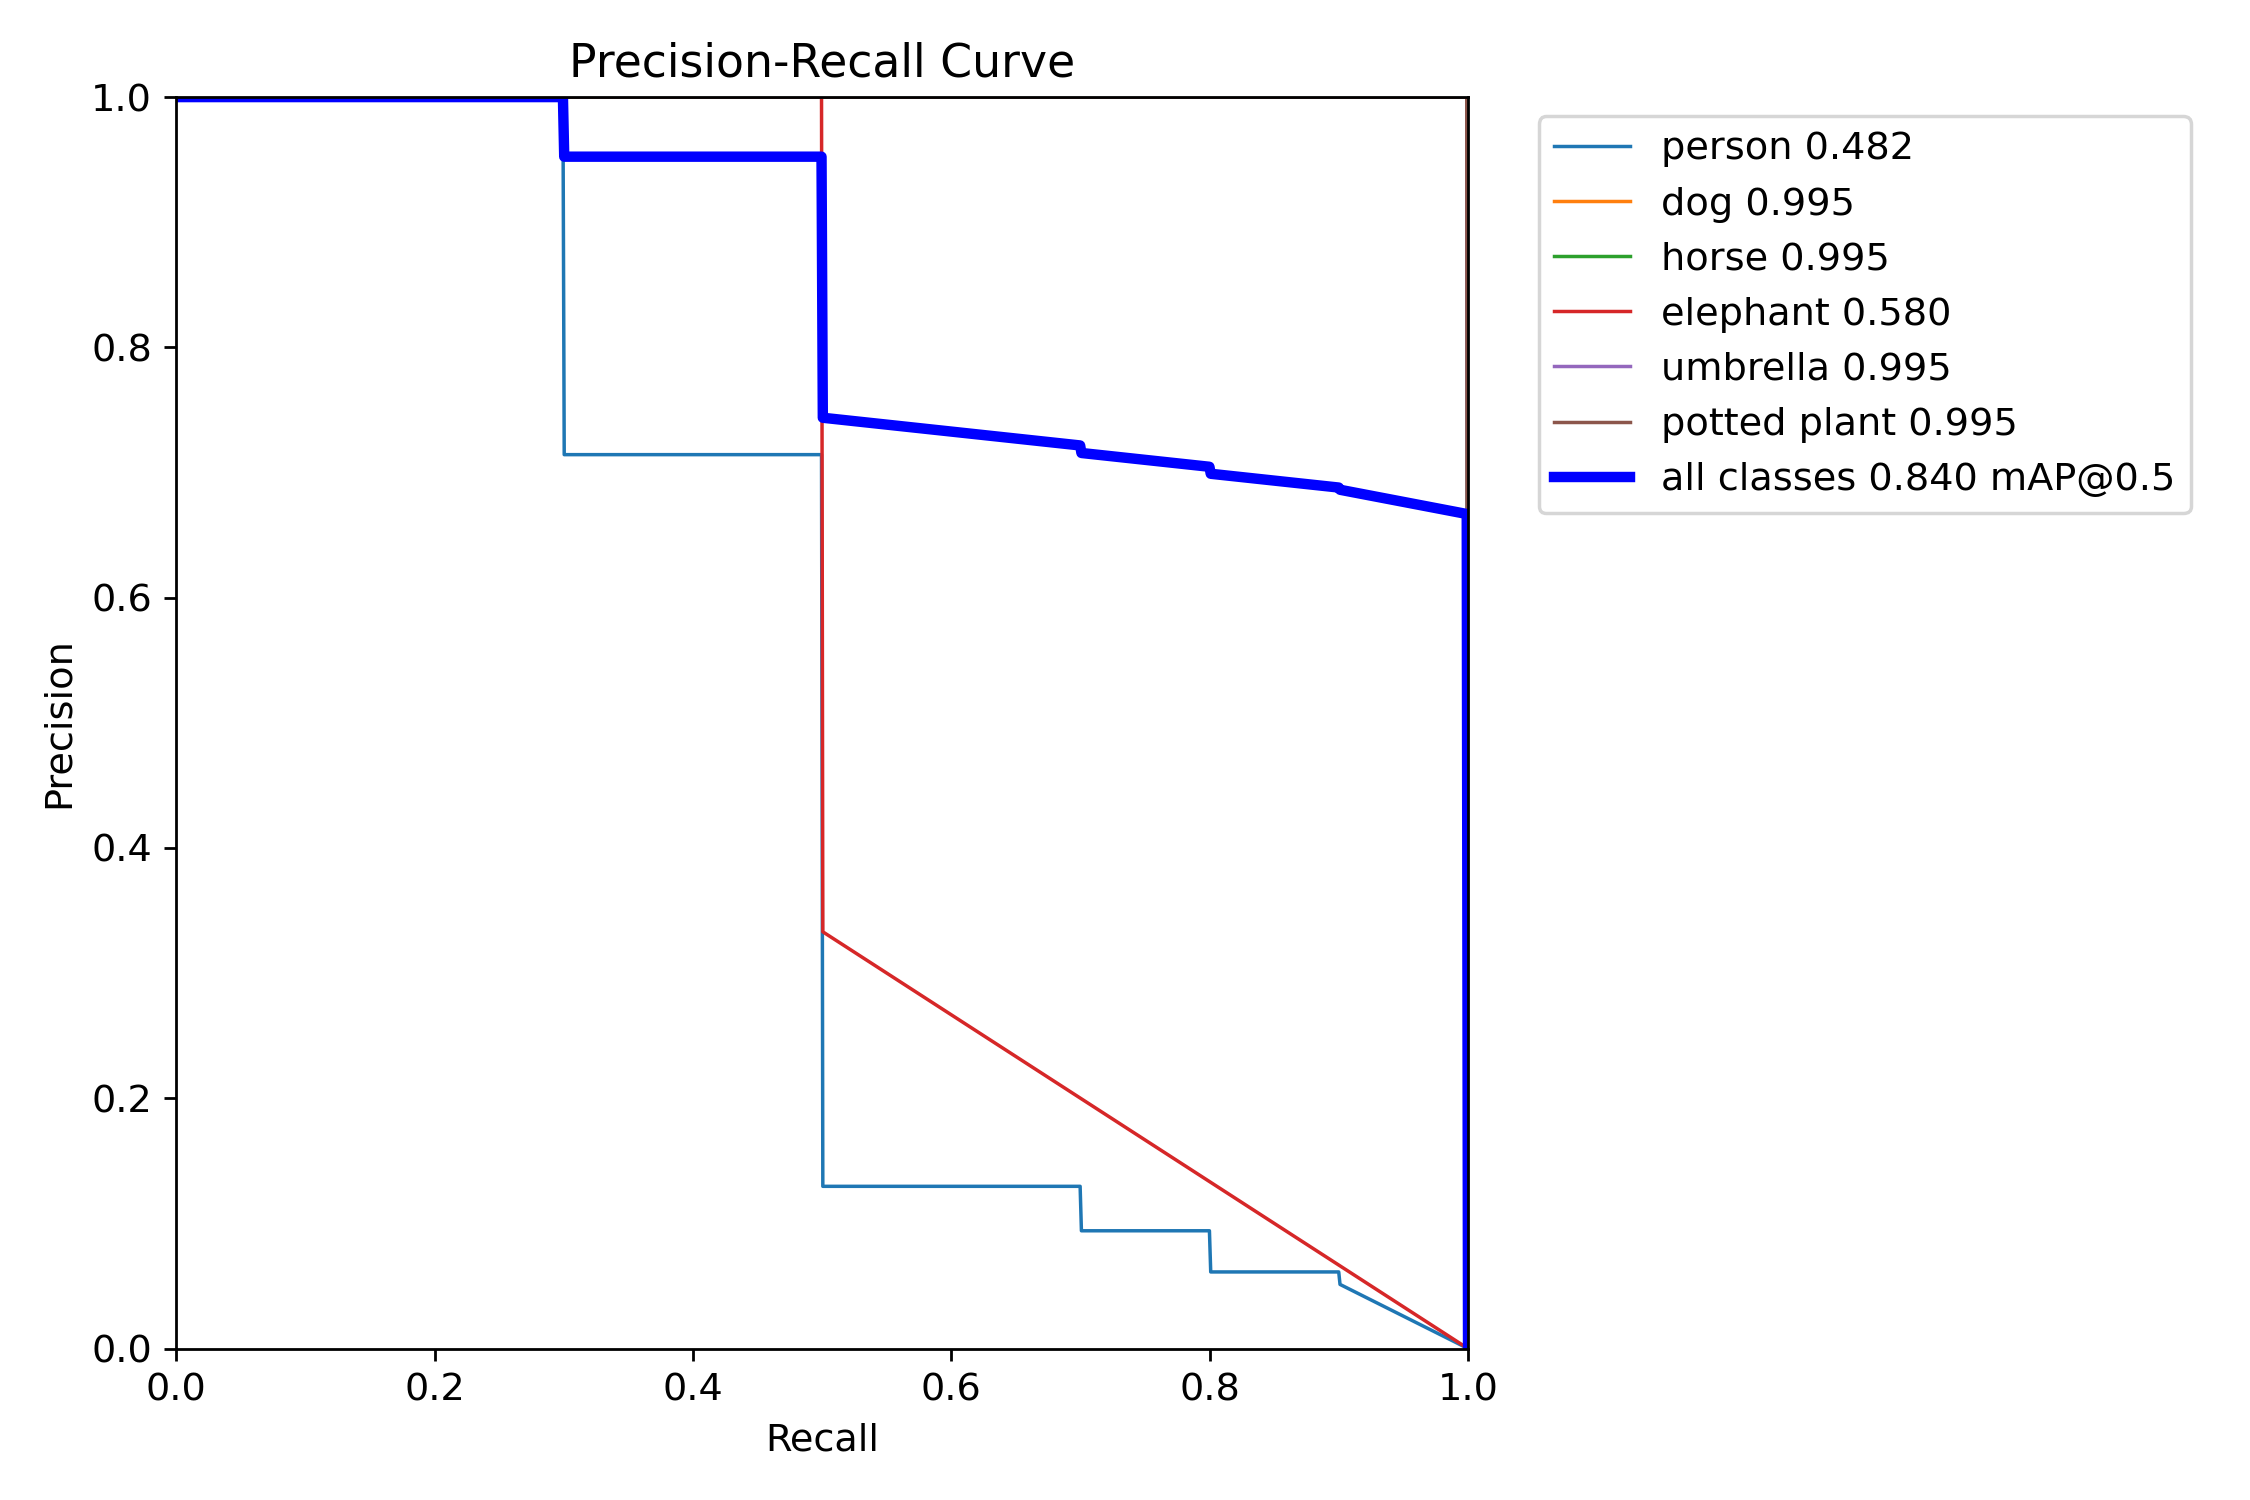 Precision-Recall Curve
1.0
0.8
0.6
0.4
0.2
0.0
Precision
0.0 0.2 0.4 0.6 0.8 1.0
Recall
person 0.482
dog 0.995
horse 0.995
elephant 0.580
umbrella 0.995
potted plant 0.995
all classes 0.840 mAP@0.5